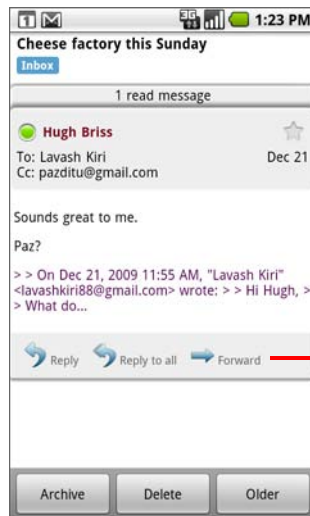 1 3G 1:23 PM
Cheese factory this Sunday
Inbox
1 read message
Hugh Briss
To: Lavash Kiri Dec 21
Cc: pazditu@gmail.com
Sounds great to me.
Paz?
> > On Dec 21, 2009 11:55 AM, "Lavash Kiri"
<lavashkiri88@gmail.com> wrote: > > Hi Hugh, >
> What do...
Reply Reply to all Forward
Archive Delete Older